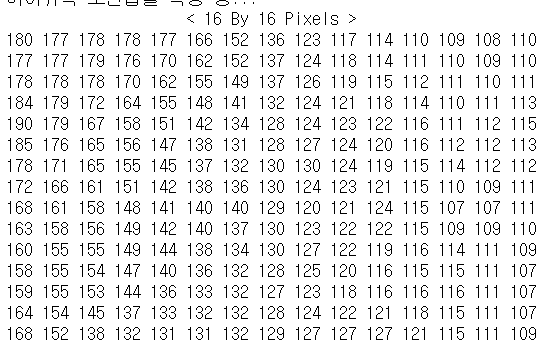 < 16 By 16 Pixels >
180 177 178 178 177 166 152 136 123 117 114 110 109 108 110
177 177 179 176 170 162 152 137 124 118 114 111 110 109 110
178 178 178 170 162 155 149 137 126 119 115 112 111 110 111
184 179 172 164 155 148 141 132 124 121 118 114 110 111 113
190 179 167 158 151 142 134 128 124 123 122 116 111 112 115
185 176 165 156 147 138 131 128 127 124 120 116 112 112 113
178 171 165 155 145 137 132 130 130 124 119 115 114 112 112
172 166 161 151 142 138 136 130 124 123 121 115 110 109 111
168 161 158 148 141 140 140 129 120 121 124 115 107 107 111
163 158 156 149 142 140 137 130 123 122 122 115 109 109 110
160 155 155 149 144 138 134 130 127 122 119 116 114 111 109
158 155 154 147 140 136 132 128 125 120 116 115 115 111 107
159 155 153 144 136 133 132 127 123 118 116 116 116 111 107
164 154 145 137 133 132 132 128 124 122 121 118 115 111 107
168 152 138 132 131 131 132 129 127 127 127 121 115 111 109